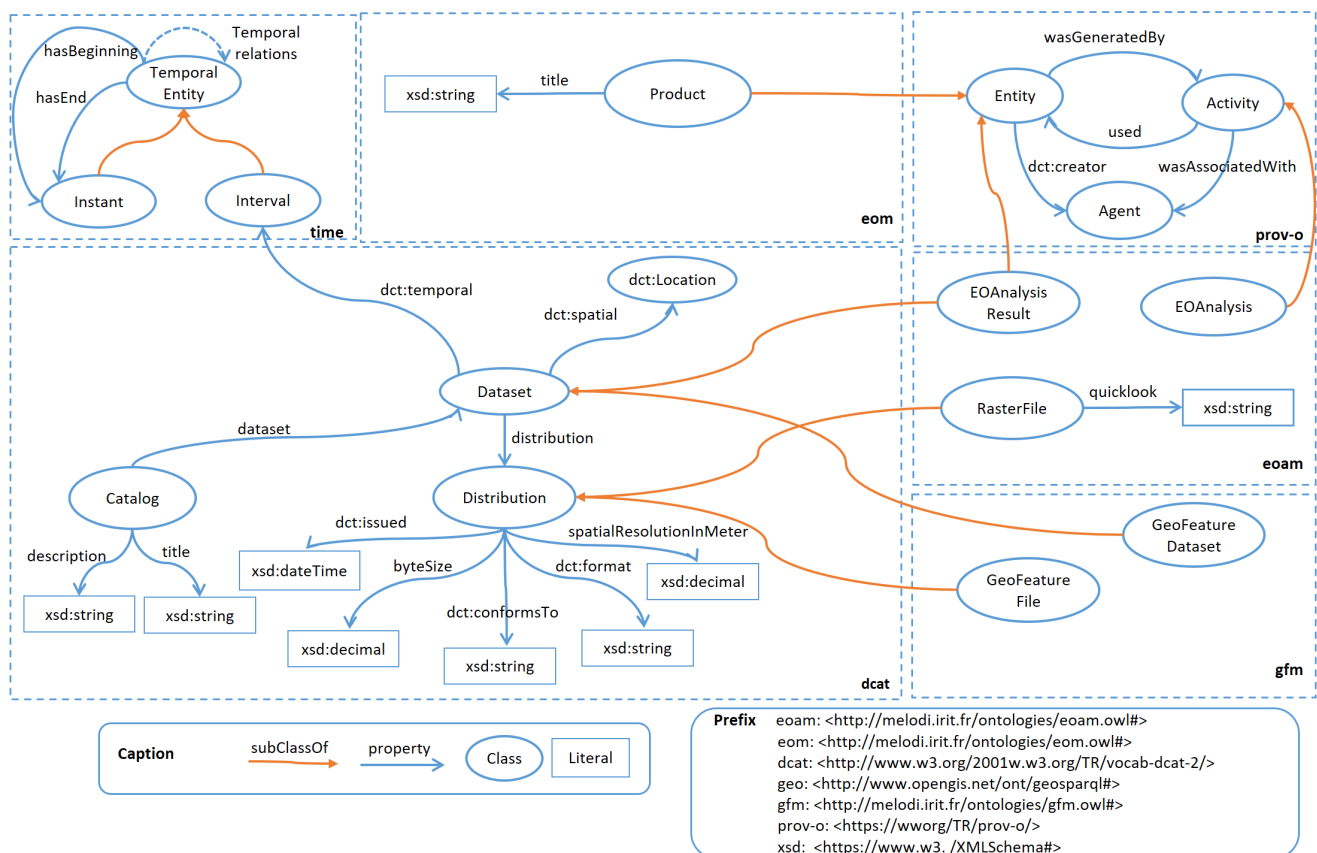 hasBeginning
Temporal
relations
Temporal
Entity
hasEnd
Instant
Interval
time
xsd:string
title
Product
eom
wasGeneratedBy
Entity
Activity
used
dct:creator
wasAssociatedWith
Agent
prov-o
dct:temporal
dct:Location
dct:spatial
Dataset
dataset
distribution
Catalog
Distribution
description
title
xsd:string
xsd:string
dct:issued
xsd:dateTime
byteSize
xsd:decimal
dct:conformsTo
xsd:string
dct:format
xsd:string
spatialResolutionInMeter
xsd:decimal
dcat
EOAnalysis
Result
EOAnalysis
RasterFile
quicklook
xsd:string
eoam
GeoFeature
Dataset
GeoFeature
File
gfm
Caption
subClassOf
property
Class
Literal
Prefix eoam: <http://melodi.irit.fr/ontologies/eoam.owl#>
eom: <http://melodi.irit.fr/ontologies/eom.owl#>
dcat: <http://www.w3.org/2001w.w3.org/TR/vocab-dcat-2/>
geo: <http://www.opengis.net/ont/geosparql#>
gfm: <http://melodi.irit.fr/ontologies/gfm.owl#>
prov-o: <https://wworg/TR/prov-o/>
xsd: <https://www.w3. /XMLSchema#>